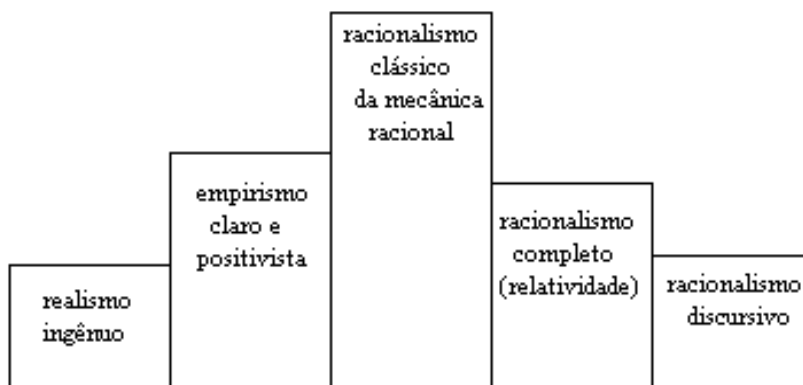 realismo
ingênuo
empirismo
claro e
positivista
racionalismo
clássico
da mecânica
racional
racionalismo
completo
(relatividade)
racionalismo
discursivo